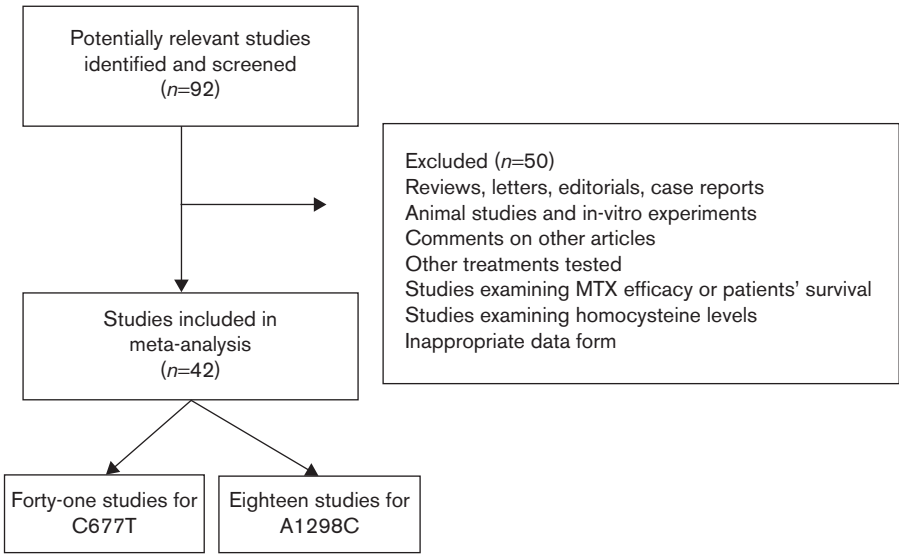 Potentially relevant studies
identified and screened
(n=92)
Excluded (n=50)
Reviews, letters, editorials, case reports
Animal studies and in-vitro experiments
Comments on other articles
Other treatments tested
Studies examining MTX efficacy or patients' survival
Studies examining homocysteine levels
Inappropriate data form
Studies included in
meta-analysis
(n=42)
Forty-one studies for
C677T
Eighteen studies for
A1298C